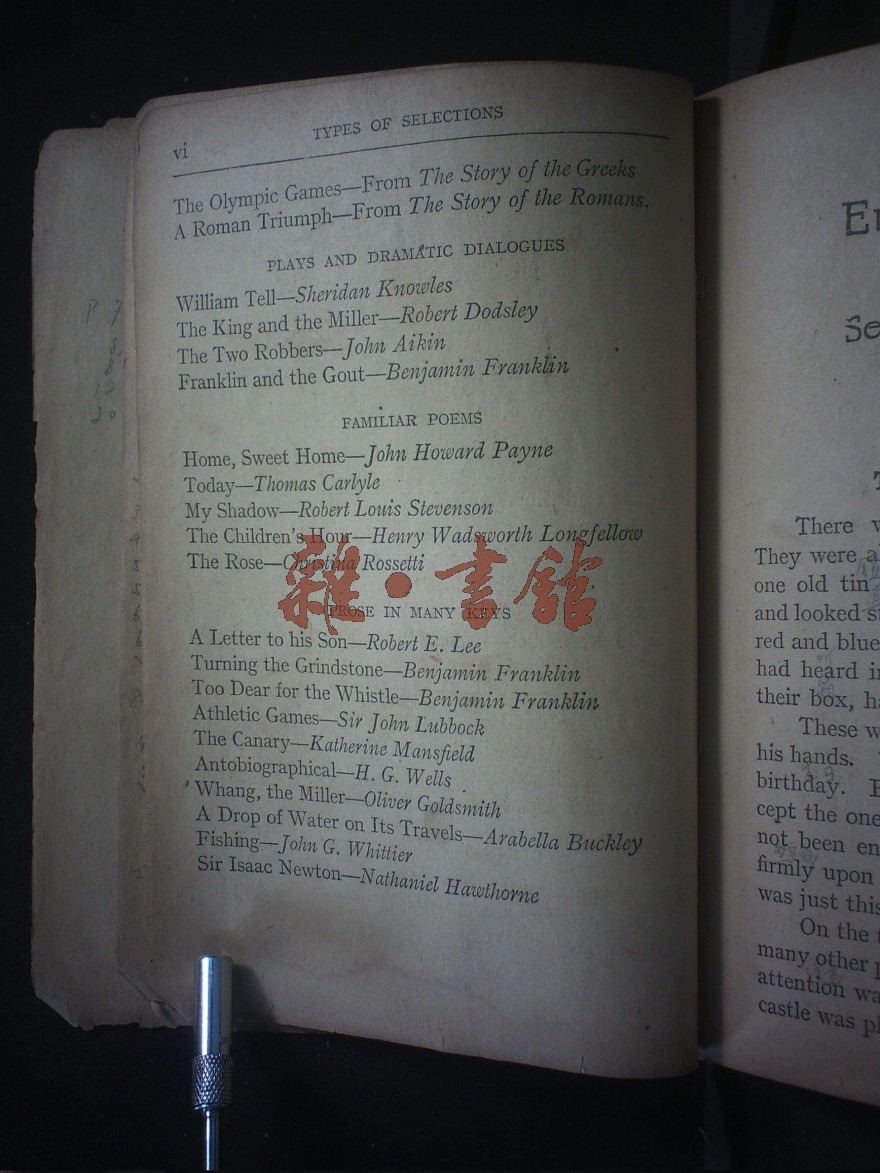 vi
TYPES OF SELECTIONS
The Olympic Games—From The Story of the Greeks
A Roman Triumph—From The Story of the Romans.
PLAYS AND DRAMATIC DIALOGUES
William Tell—Sheridan Knowles
The King and the Miller—Robert Dodsley
The Two Robbers—John Aikin
Franklin and the Gout—Benjamin Franklin
FAMILIAR POEMS
Home, Sweet Home—John Howard Payne
Today—Thomas Carlyle
My Shadow—Robert Louis Stevenson
The Children's Hour—Henry Wadsworth Longfellow
The Rose—Christina Rossetti
雜·書館
PROSE IN MANY KEYS
A Letter to his Son—Robert E. Lee
Turning the Grindstone—Benjamin Franklin
Too Dear for the Whistle—Benjamin Franklin
Athletic Games—Sir John Lubbock
The Canary—Katherine Mansfield
Antobiographical—H. G. Wells
Whang, the Miller—Oliver Goldsmith
A Drop of Water on Its Travels—Arabella Buckley
Fishing—John G. Whittier
Sir Isaac Newton—Nathaniel Hawthorne
There
They were
one old tin
and looked
red and blue
had heard
their box,
These
his hands.
birthday.
cept the one
not been
firmly upon
was just this
On the
many other
attention
castle was